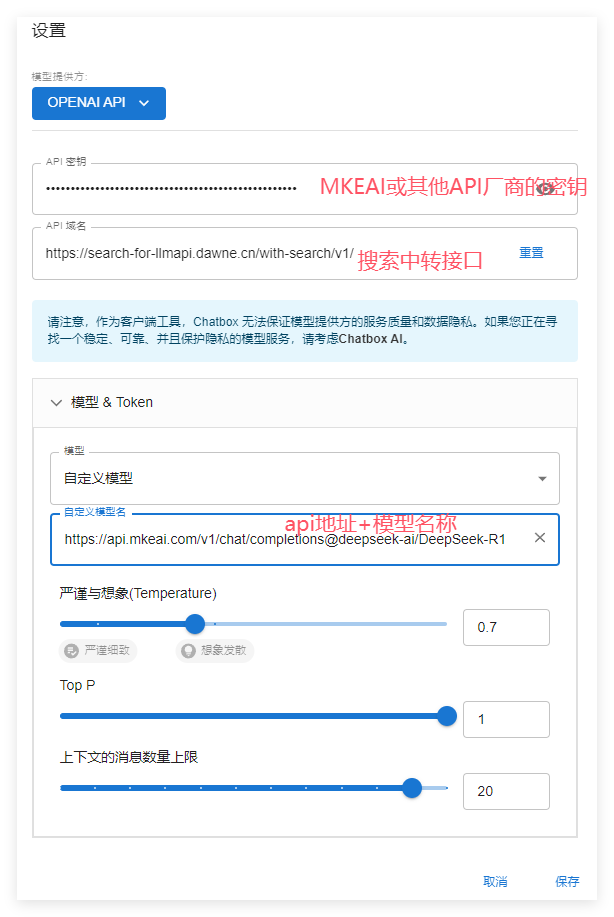 设置
模型提供方:
OPENAI API
API 密钥
••••••••••••••••••••••••••••••••••••••••••••••••••• MKEAI或其他API厂商的密钥
API 域名
https://search-for-llmapi.dawne.cn/with-search/v1/ 搜索中转接口 重置
请注意，作为客户端工具，Chatbox 无法保证模型提供方的服务质量和数据隐私。如果您正在寻
找一个稳定、可靠、并且保护隐私的模型服务，请考虑Chatbox AI。
模型 & Token
模型
自定义模型
自定义模型名
api地址+模型名称
https://api.mkeai.com/v1/chat/completions@deepseek-ai/DeepSeek-R1
严谨与想象(Temperature)
0.7
严谨细致 想象发散
Top P
1
上下文的消息数量上限
20
取消 保存